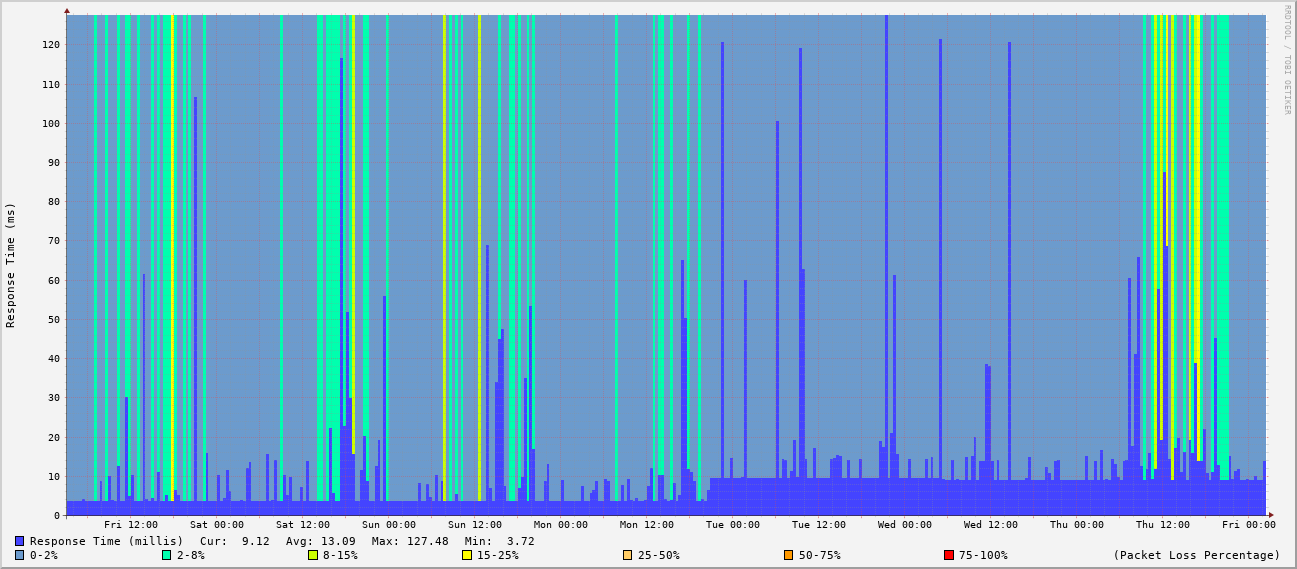 RRDTOOL / TOBI OETIKER
Response Time (ms)
120
110
100
90
80
70
60
50
40
30
20
10
0
Fri 12:00 Sat 00:00 Sat 12:00 Sun 00:00 Sun 12:00 Mon 00:00 Mon 12:00 Tue 00:00 Tue 12:00 Wed 00:00 Wed 12:00 Thu 00:00 Thu 12:00 Fri 00:00
Response Time (millis) Cur: 9.12 Avg: 13.09 Max: 127.48 Min: 3.72
0-2% 2-8% 8-15% 15-25% 25-50% 50-75% 75-100% (Packet Loss Percentage)